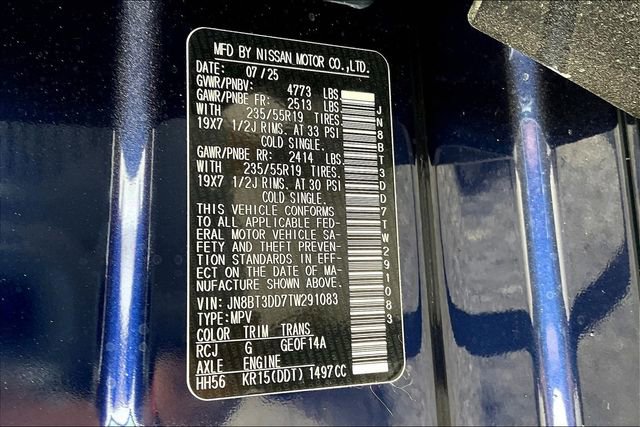 MFD BY NISSAN MOTOR CO.,LTD.
DATE: 07/25
GVWR/PNBV: 4773 LBS
GAWR/PNBE FR: 2513 LBS
WITH 235/55R19 TIRES.
19X7 1/2J RIMS. AT 33 PSI
COLD SINGLE.
GAWR/PNBE RR: 2414 LBS
WITH 235/55R19 TIRES.
19X7 1/2J RIMS. AT 30 PSI
COLD SINGLE.
THIS VEHICLE CONFORMS
TO ALL APPLICABLE FED-
ERAL MOTOR VEHICLE SA-
FETY AND THEFT PREVEN-
TION STANDARDS IN EFF-
ECT ON THE DATE OF MA-
NUFACTURE SHOWN ABOVE.
VIN: JN8BT3DD7TW291083
TYPE:MPV
COLOR TRIM TRANS
RCJ G GE0F14A
AXLE ENGINE
HH56 KR15(DDT) 1497CC
JN8BT3DD7TW291083